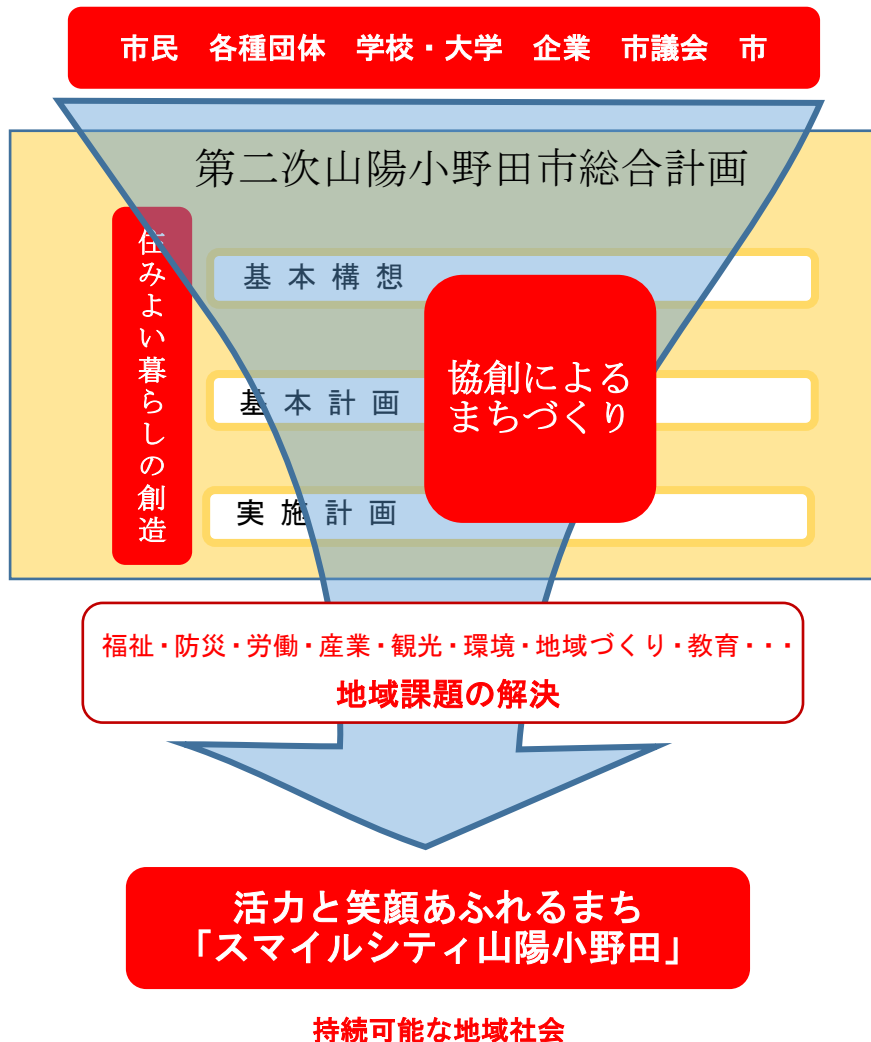 市民　各種団体　学校・大学　企業　市議会　市
第二次山陽小野田市総合計画
住みよい暮らしの創造
基本構想
協創による
まちづくり
基本計画
実施計画
福祉・防災・労働・産業・観光・環境・地域づくり・教育・・・
地域課題の解決
活力と笑顔あふれるまち
「スマイルシティ山陽小野田」
持続可能な地域社会